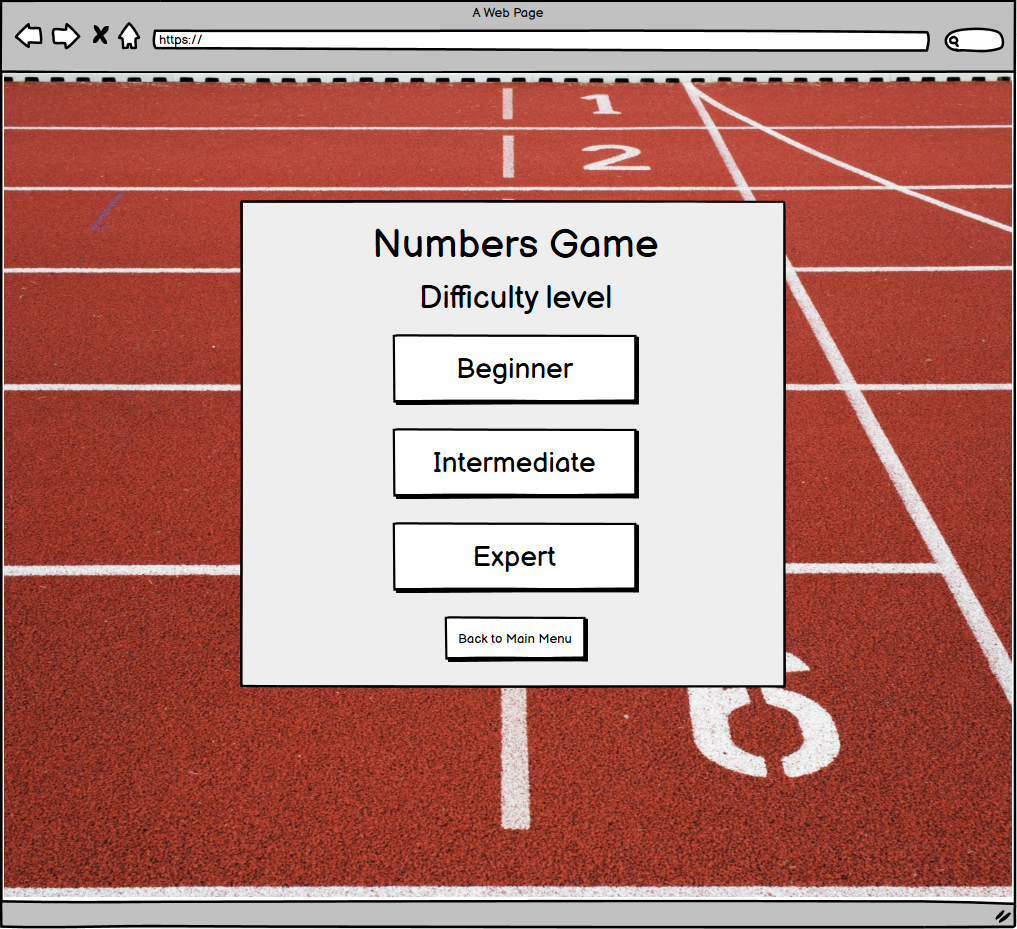 A Web Page
https://
1
2
Numbers Game
Difficulty level
Beginner
Intermediate
Expert
Back to Main Menu
6